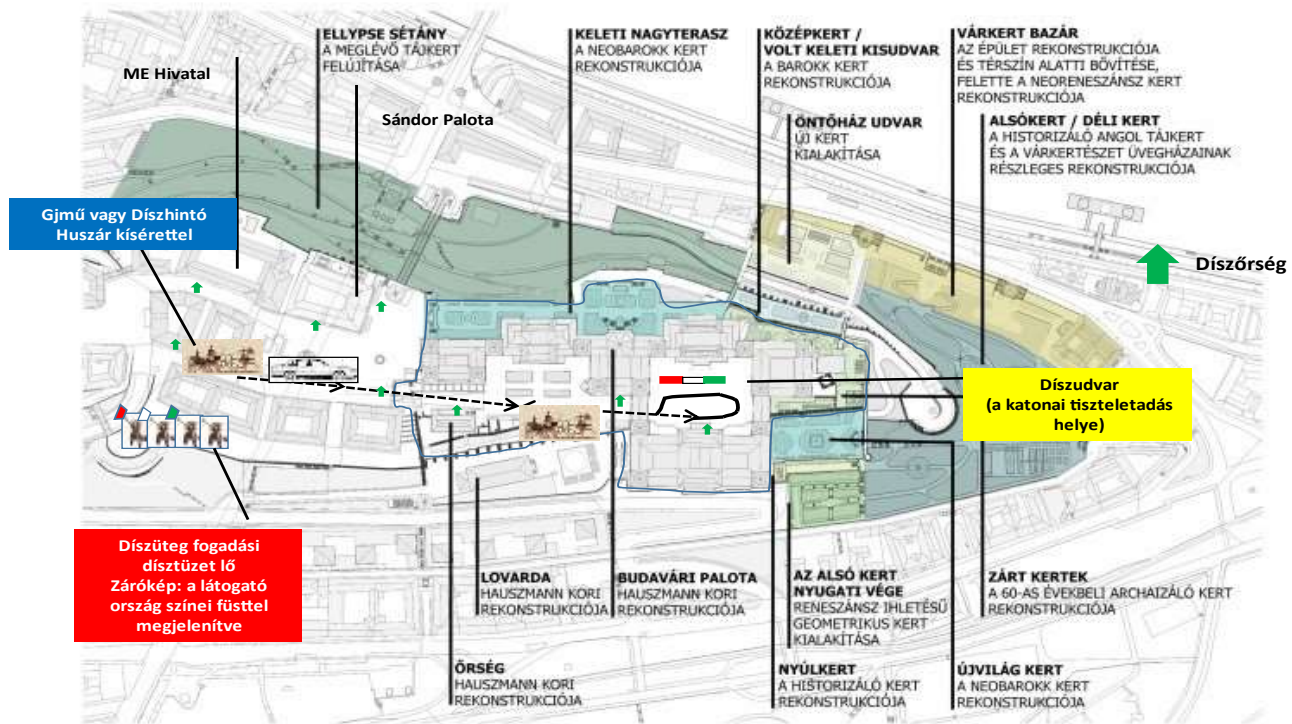 ELLYPSE SÉTÁNY
A MEGLÉVŐ TÁJKERT
FELÚJÍTÁSA
KELETI NAGYTERASZ
A NEOBAROKK KERT
REKONSTRUKCIÓJA
KÖZÉPKERT /
VOLT KELETI KISUDVAR
A BAROKK KERT
REKONSTRUKCIÓJA
VÁRKERT BAZÁR
AZ ÉPÜLET REKONSTRUKCIÓJA
ÉS TÉRSZÍN ALATTI BŐVÍTÉSE,
FELETTE A NEORENESZÁNSZ KERT
REKONSTRUKCIÓJA
ME Hivatal
Sándor Palota
ÖNTŐHÁZ UDVAR
ÚJ KERT
KIALAKÍTÁSA
ALSÓKERT / DÉLI KERT
A HISTORIZÁLÓ ANGOL TÁJKERT
ÉS A VÁRKERTÉSZET ÜVEGHÁZAINAK
RÉSZLEGES REKONSTRUKCIÓJA
Gjmű vagy Díszhintó
Huszár kísérettel
Díszőrség
Díszudvar
(a katonai tiszteletadás
helye)
Díszüteg fogadási
dísztüzet lő
Zárókép: a látogató
ország színei füsttel
megjelenítve
LOVARDA
HAUSZMANN KORI
REKONSTRUKCIÓJA
BUDAVÁRI PALOTA
HAUSZMANN KORI
REKONSTRUKCIÓJA
AZ ALSÓ KERT
NYUGATI VÉGE
RENESZÁNSZ IHLETÉSŰ
GEOMETRIKUS KERT
KIALAKÍTÁSA
ZÁRT KERTEK
A 60-AS ÉVEKBELI ARCHAIZÁLÓ KERT
REKONSTRUKCIÓJA
ŐRSÉG
HAUSZMANN KORI
REKONSTRUKCIÓJA
NYÚLKERT
A HISTORIZÁLÓ KERT
REKONSTRUKCIÓJA
ÚJVILÁG KERT
A NEOBAROKK KERT
REKONSTRUKCIÓJA